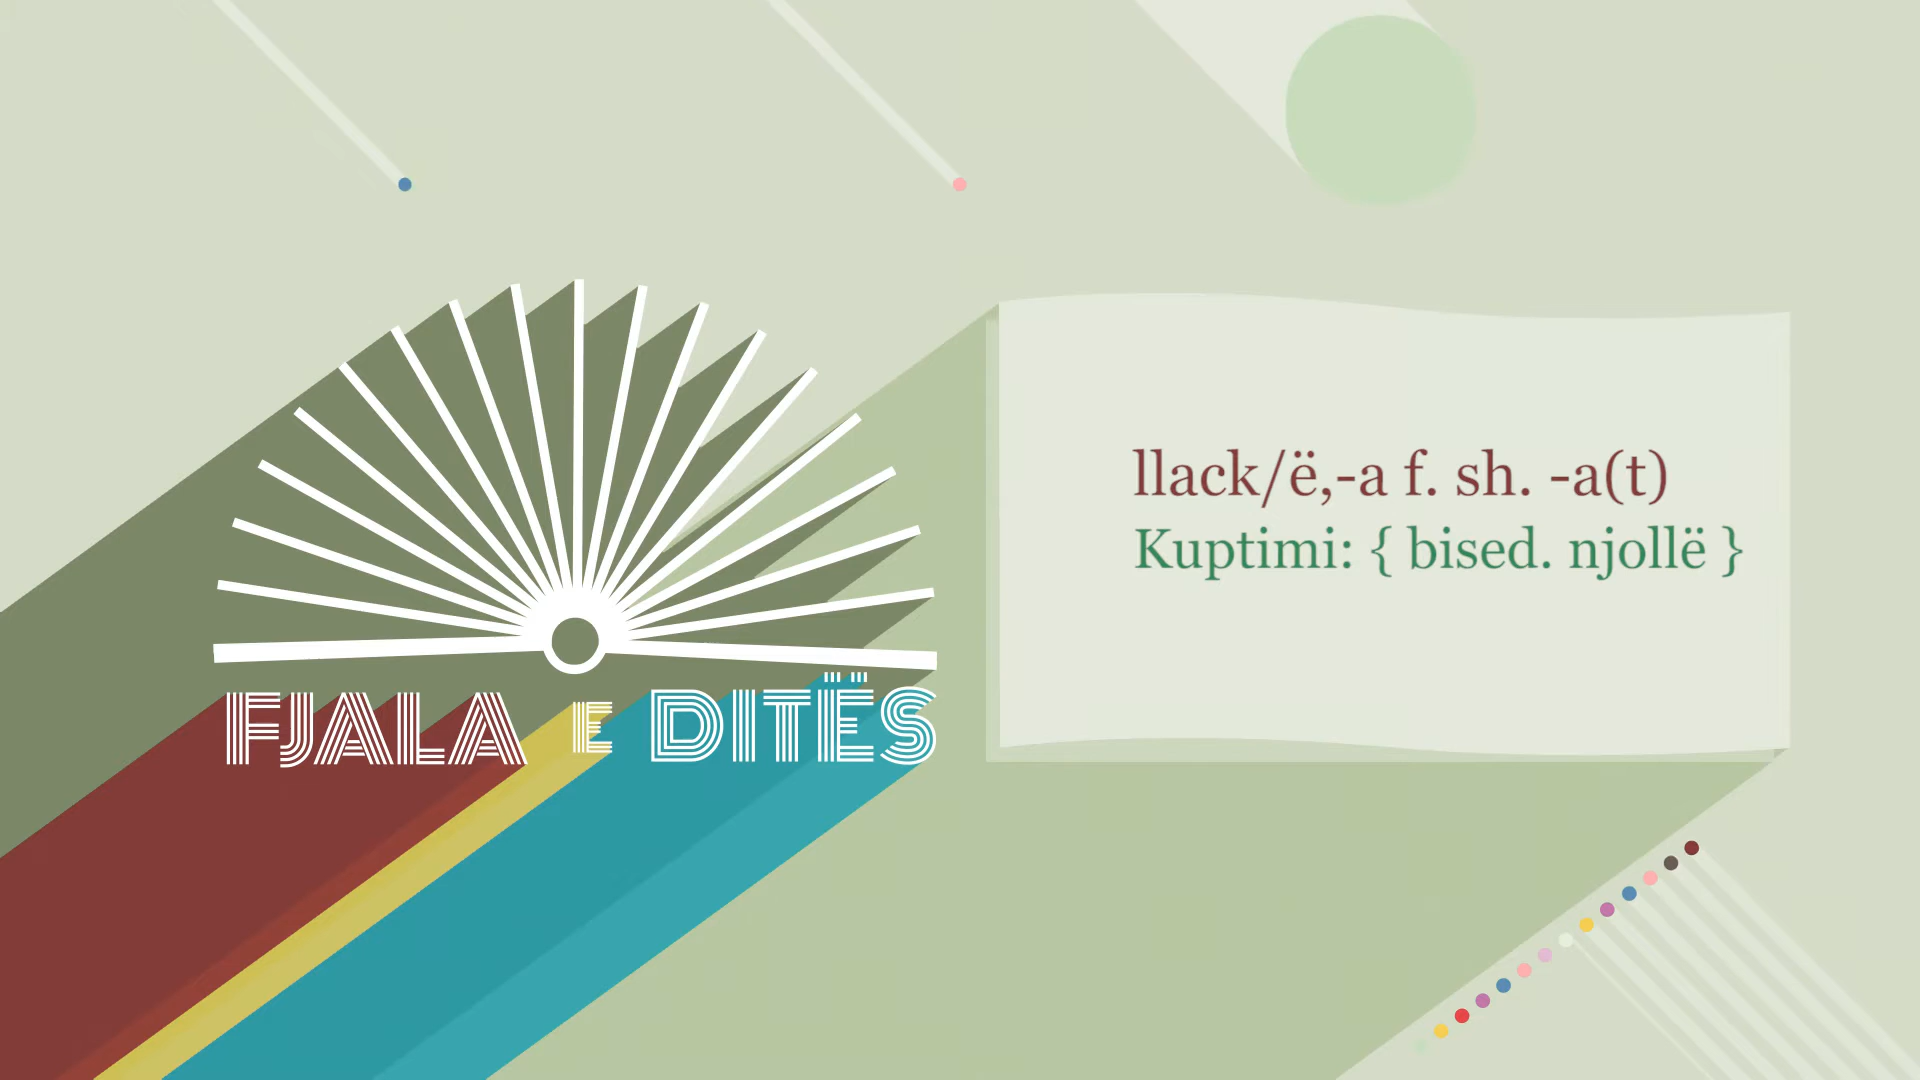 FJALA E DITËS
llack/ë,-a f. sh. -a(t)
Kuptimi: { bised. njollë }